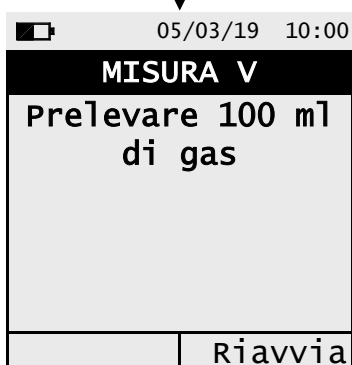 05/03/19 10:00
MISURA V
Prelevare 100 ml
di gas
Riavvia